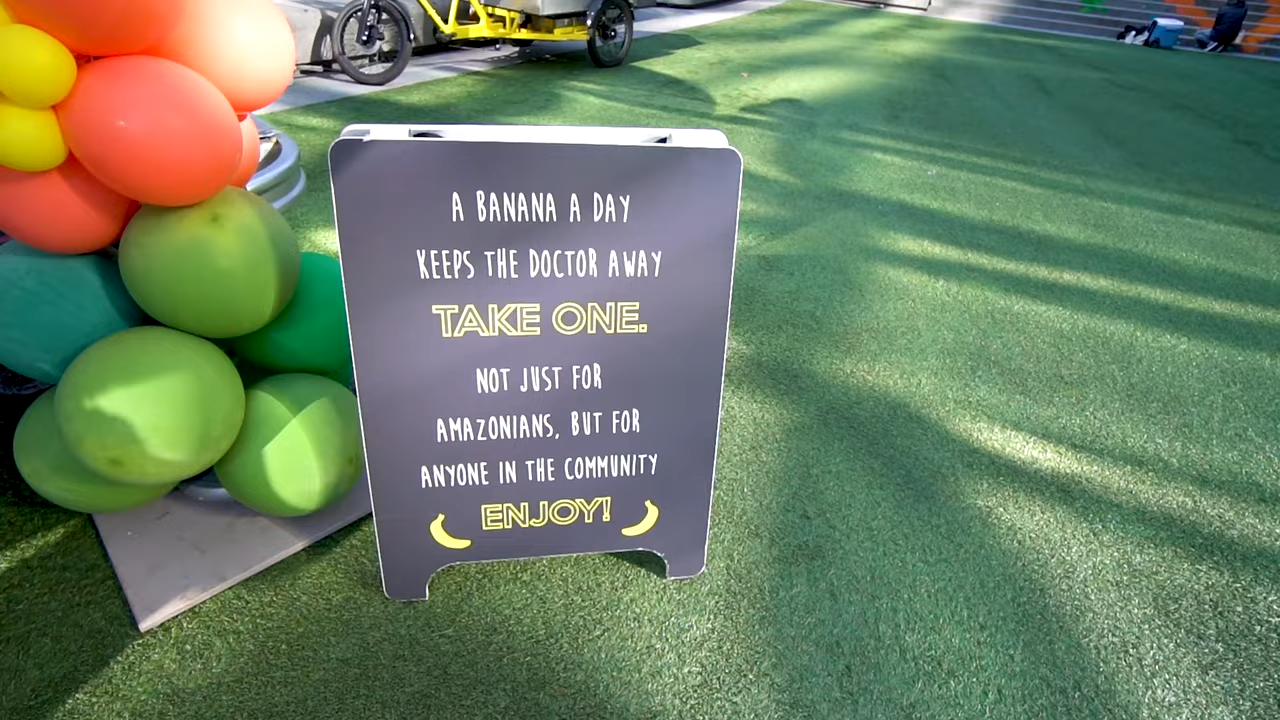 A BANANA A DAY
KEEPS THE DOCTOR AWAY
TAKE ONE.
NOT JUST FOR
AMAZONIANS, BUT FOR
ANYONE IN THE COMMUNITY
ENJOY!